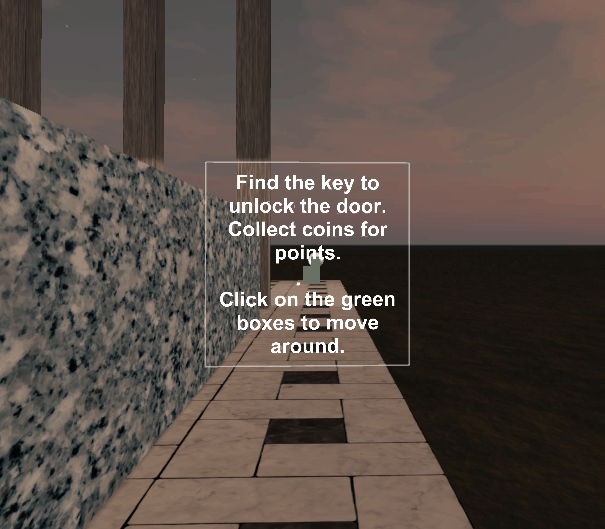 Find the key to
unlock the door.
Collect coins for
points.
.
Click on the green
boxes to move
around.